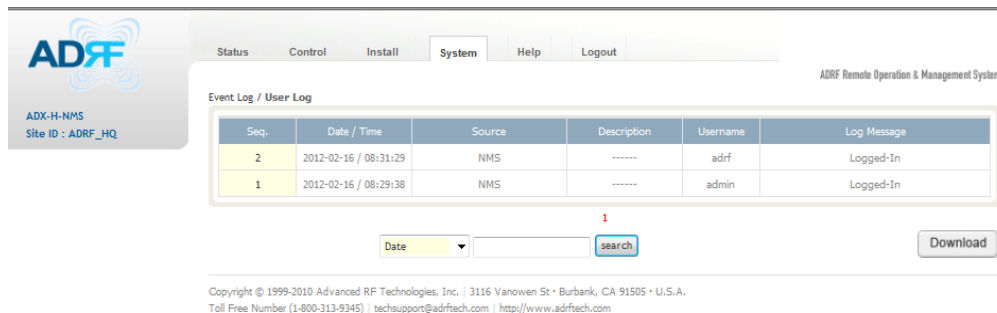 ADRF
Status Control Install System Help Logout
ADRF Remote Operation & Management System
ADX-H-NMS
Site ID : ADRF_HQ
Event Log / User Log
Seq. Date / Time Source Description Username Log Message
2 2012-02-16 / 08:31:29 NMS ------ adrf Logged-In
1 2012-02-16 / 08:29:38 NMS ------ admin Logged-In
1
Date search Download
Copyright © 1999-2010 Advanced RF Technologies, Inc. | 3116 Vanowen St • Burbank, CA 91505 • U.S.A.
Toll Free Number (1-800-313-9345) | techsupport@adrftech.com | http://www.adrftech.com